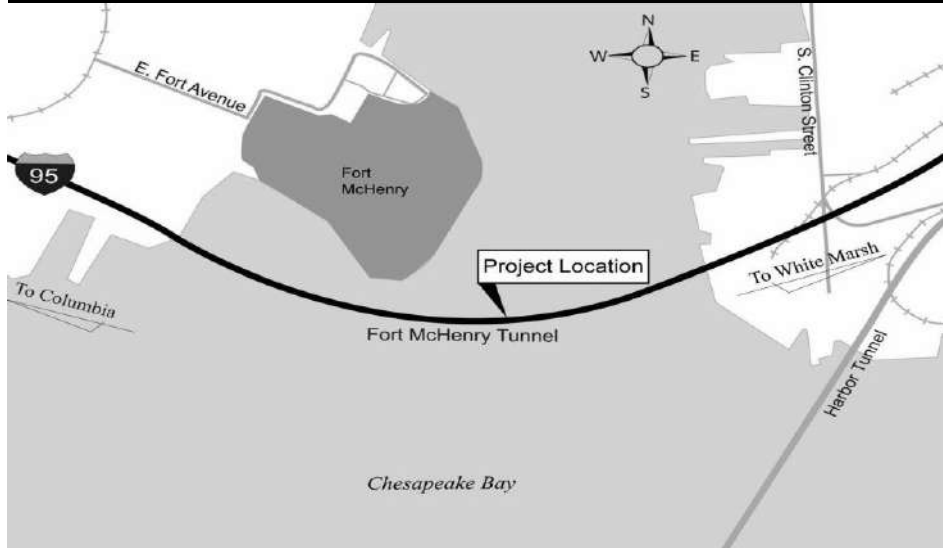 N
W E
S
E. Fort Avenue
S. Clinton Street
95
Fort
McHenry
Project Location
To White Marsh
To Columbia
Fort McHenry Tunnel
Harbor Tunnel
Chesapeake Bay